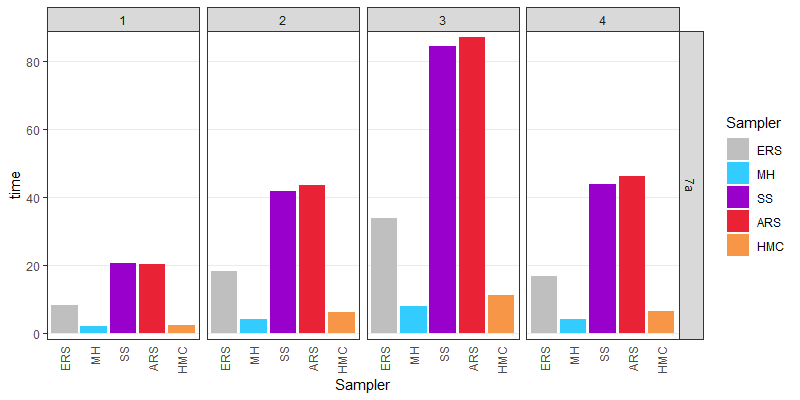 1 2 3 4
80
60
40
20
0
time
7a
ERS MH SS ARS HMC ERS MH SS ARS HMC ERS MH SS ARS HMC ERS MH SS ARS HMC
Sampler
Sampler
ERS
MH
SS
ARS
HMC